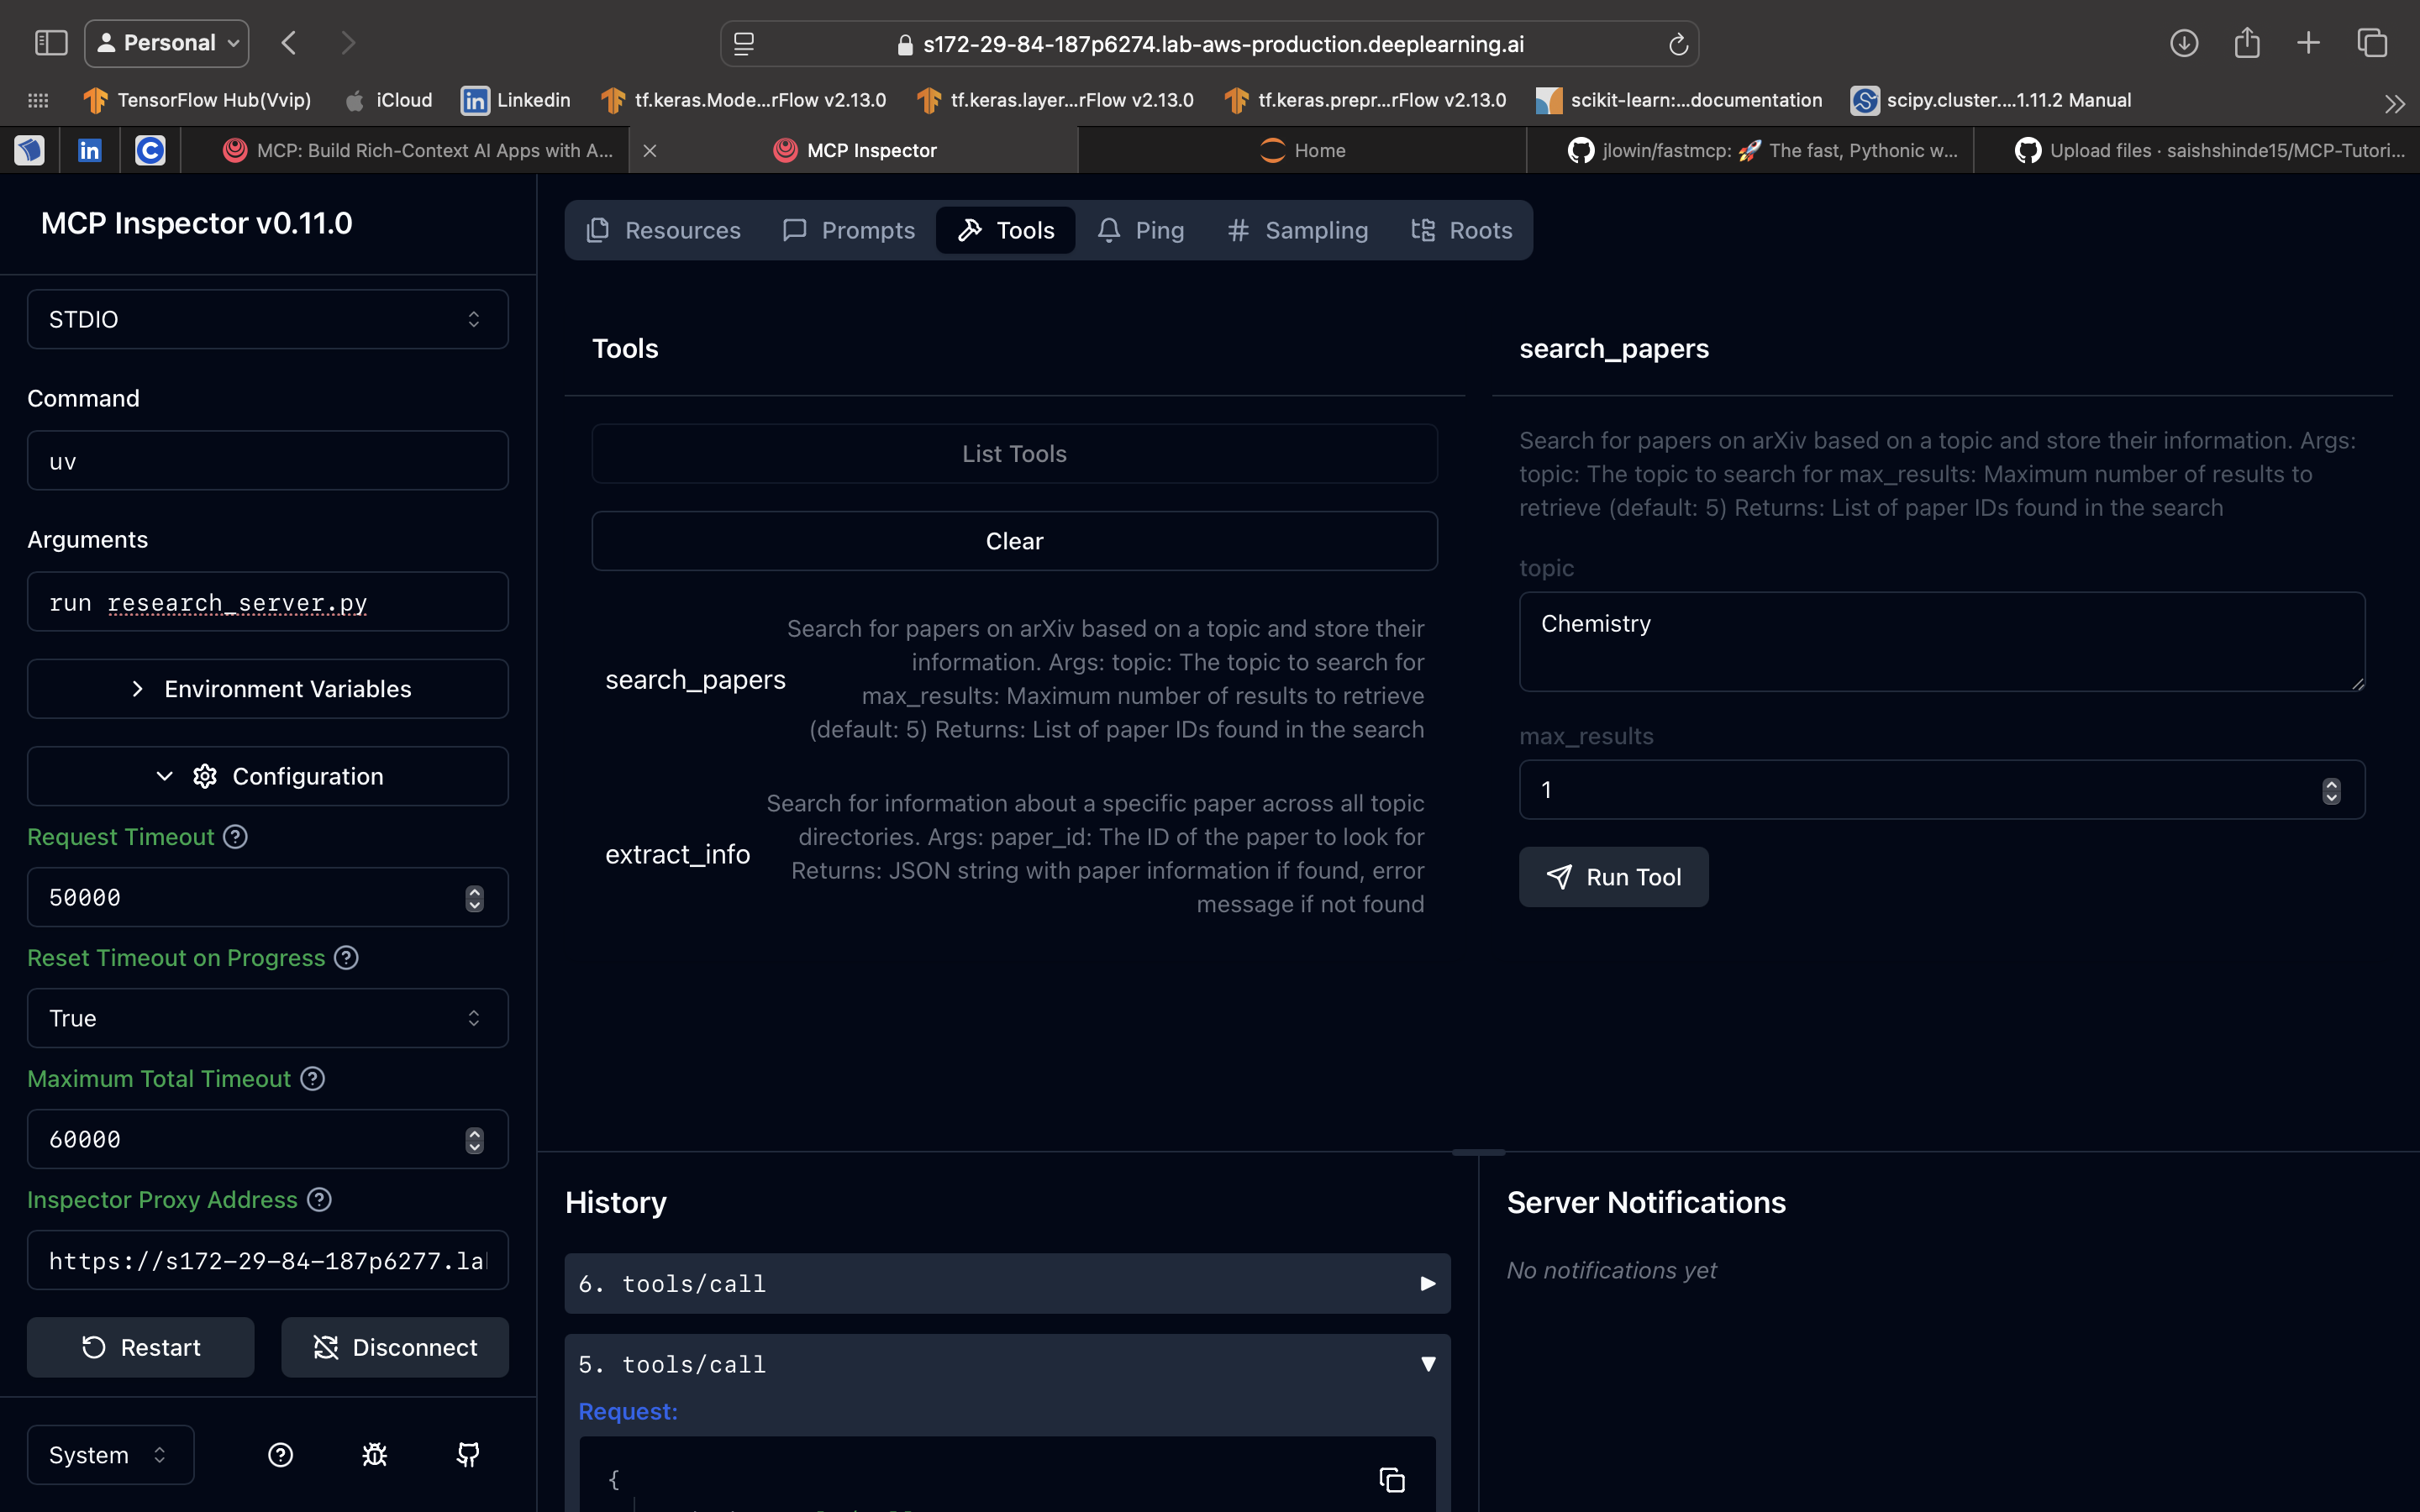 Personal
s172-29-84-187p6274.lab-aws-production.deeplearning.ai
TensorFlow Hub(Vvip)
iCloud
Linkedin
tf.keras.Mode...rFlow v2.13.0
tf.keras.layer...rFlow v2.13.0
tf.keras.prepr...rFlow v2.13.0
scikit-learn:...documentation
scipy.cluster....1.11.2 Manual
MCP: Build Rich-Context AI Apps with A...
MCP Inspector
Home
jlowin/fastmcp: 🚀 The fast, Pythonic w...
Upload files · saishshinde15/MCP-Tutori...
MCP Inspector v0.11.0
STDIO
Command
uv
Arguments
run research_server.py
Environment Variables
Configuration
Request Timeout
50000
Reset Timeout on Progress
True
Maximum Total Timeout
60000
Inspector Proxy Address
https://s172-29-84-187p6277.la
Restart
Disconnect
System
Resources
Prompts
Tools
Ping
Sampling
Roots
Tools
List Tools
Clear
search_papers
Search for papers on arXiv based on a topic and store their
information. Args: topic: The topic to search for
max_results: Maximum number of results to retrieve
(default: 5) Returns: List of paper IDs found in the search
extract_info
Search for information about a specific paper across all topic
directories. Args: paper_id: The ID of the paper to look for
Returns: JSON string with paper information if found, error
message if not found
search_papers
Search for papers on arXiv based on a topic and store their information. Args:
topic: The topic to search for max_results: Maximum number of results to
retrieve (default: 5) Returns: List of paper IDs found in the search
topic
Chemistry
max_results
1
Run Tool
History
6. tools/call
5. tools/call
Request:
{
Server Notifications
No notifications yet